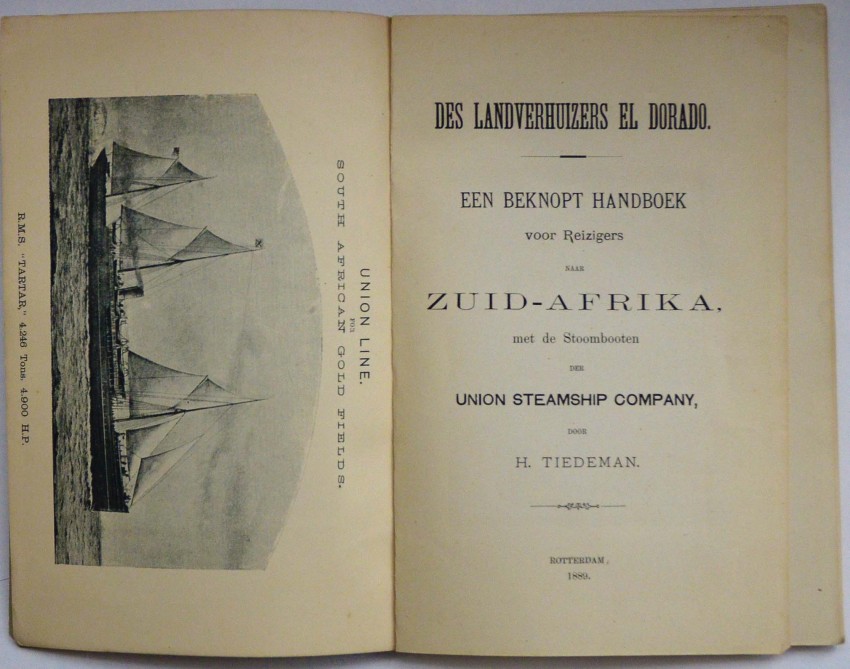 UNION LINE.
FOR
SOUTH AFRICAN GOLD FIELDS.
R.M.S. "TARTAR," 4.246 Tons. 4.900 H.P.
DES LANDVERHUIZERS EL DORADO.
EEN BEKNOPT HANDBOEK
voor Reizigers
NAAR
ZUID-AFRIKA,
met de Stoombooten
DER
UNION STEAMSHIP COMPANY,
DOOR
H. TIEDEMAN.
ROTTERDAM,
1889.